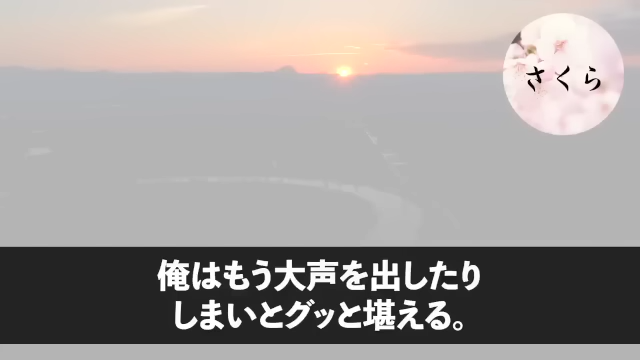 さくら
俺はもう大声を出したり
しまいとグッと堪える。